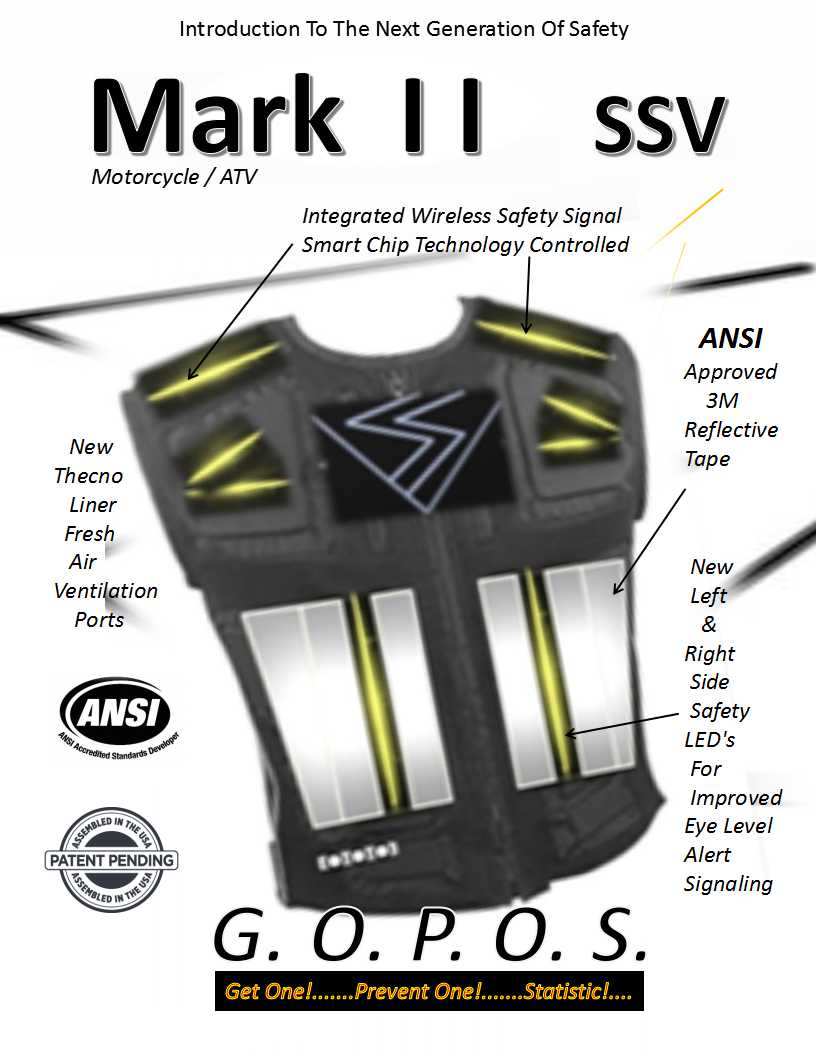 Introduction To The Next Generation Of Safety
Mark II SSV
Motorcycle / ATV
Integrated Wireless Safety Signal
Smart Chip Technology Controlled
ANSI
Approved
3M
Reflective
Tape
New
Thecno
Liner
Fresh
Air
Ventilation
Ports
New
Left
&
Right
Side
Safety
LED's
For
Improved
Eye Level
Alert
Signaling
ANSI
ANSI Accredited Standards Developer
ASSEMBLED IN THE USA
PATENT PENDING
ASSEMBLED IN THE USA
G. O. P. O. S.
Get One!.......Prevent One!.......Statistic!....